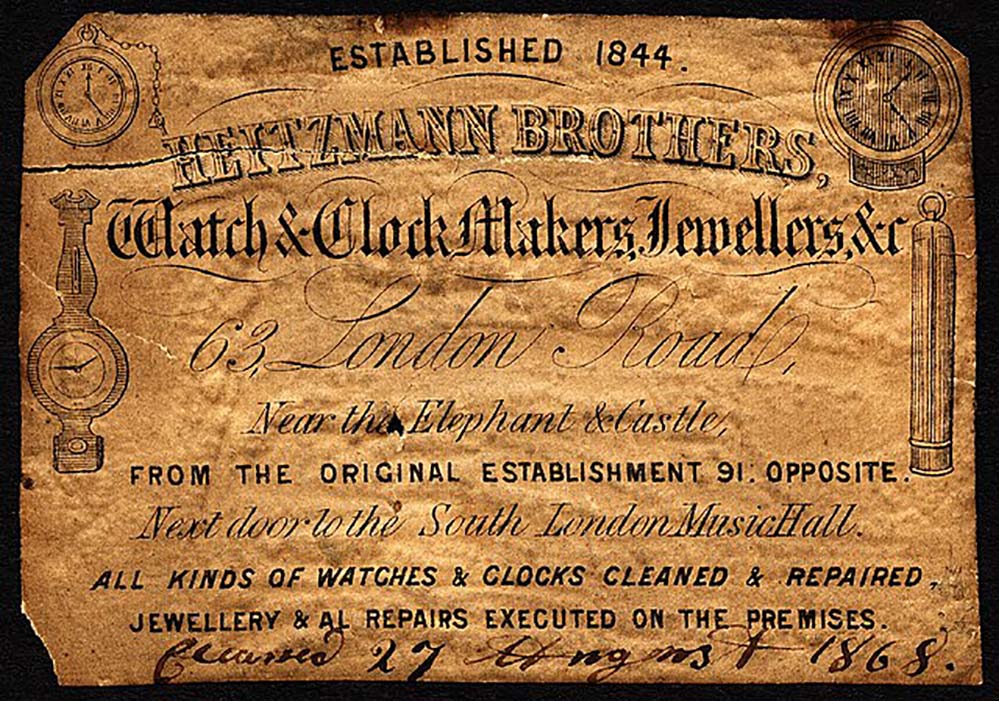 ESTABLISHED 1844.
HEITZMANN BROTHERS,
Watch & Clock Makers, Jewellers, &c
63, London Road,
Near the Elephant & Castle,
FROM THE ORIGINAL ESTABLISHMENT 91. OPPOSITE.
Next door to the South London Music Hall.
ALL KINDS OF WATCHES & CLOCKS CLEANED & REPAIRED,
JEWELLERY & AL REPAIRS EXECUTED ON THE PREMISES.
Cleaned 27 August 1868.